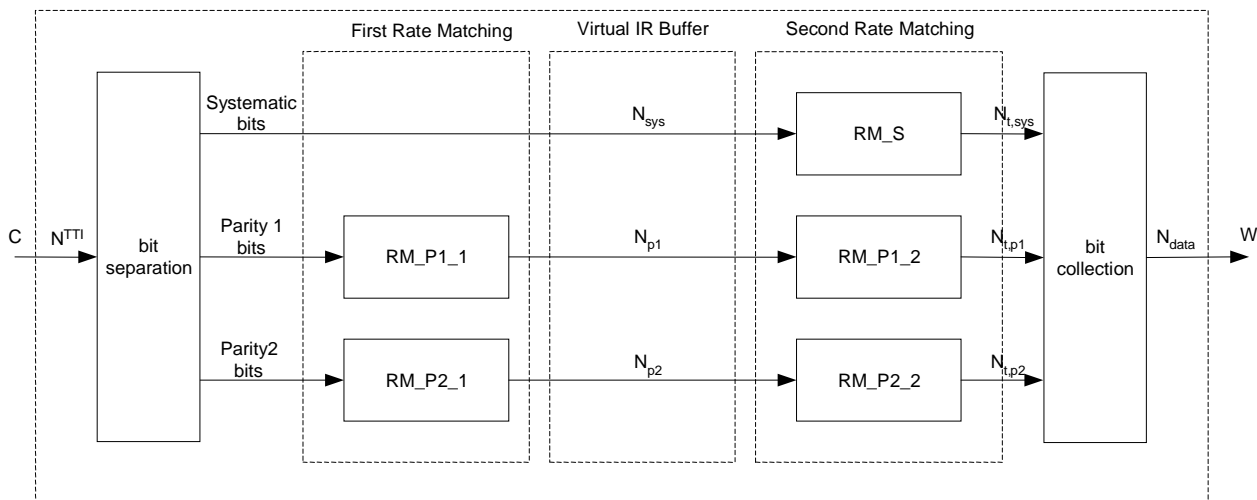 First Rate Matching
Virtual IR Buffer
Second Rate Matching
Systematic
bits
N_sys
RM_S
N_t,sys
C
N^TTI
bit
separation
Parity 1
bits
RM_P1_1
N_p1
RM_P1_2
N_t,p1
bit
collection
N_data
W
Parity2
bits
RM_P2_1
N_p2
RM_P2_2
N_t,p2